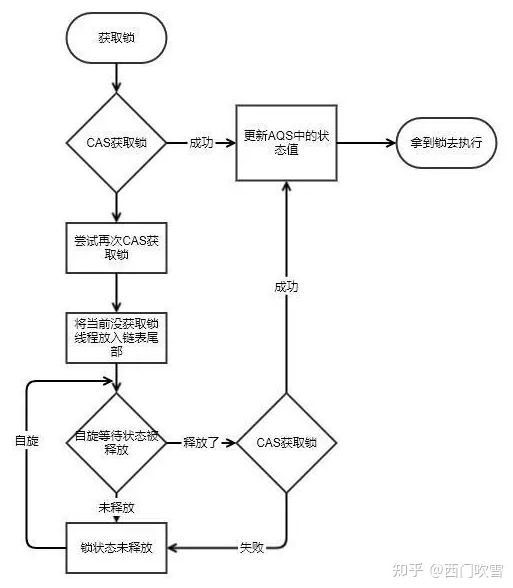 获取锁
CAS获取锁
成功
更新AQS中的状
态值
拿到锁去执行
尝试再次CAS获
取锁
将当前没获取锁
线程放入链表尾
部
成功
自旋
自旋等待状态被
释放
释放了
CAS获取锁
未释放
锁状态未释放
失败
知乎 @西门吹雪